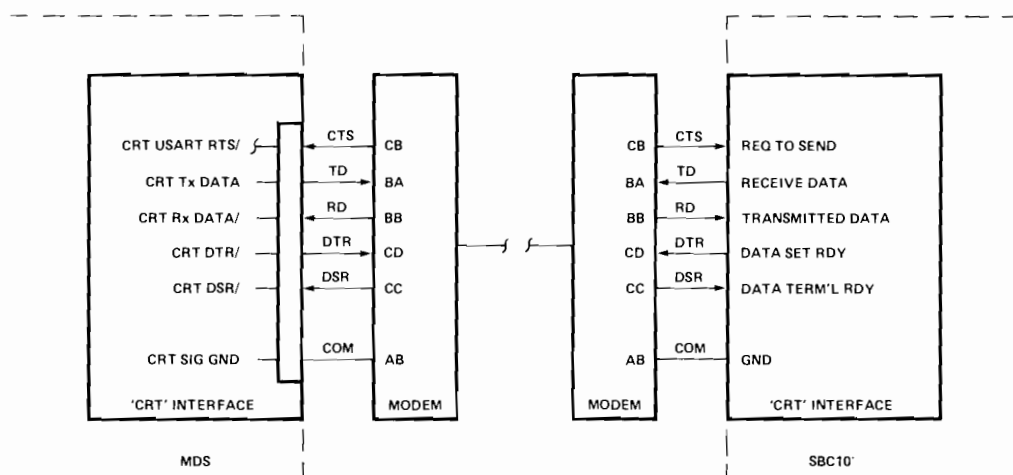 CTS CTS
CRT USART RTS/ CB CB REQ TO SEND
TD TD
CRT Tx DATA BA BA RECEIVE DATA
RD RD
CRT Rx DATA/ BB BB TRANSMITTED DATA
DTR DTR
CRT DTR/ CD CD DATA SET RDY
DSR DSR
CRT DSR/ CC CC DATA TERM'L RDY
COM COM
CRT SIG GND AB AB GND
'CRT' INTERFACE MODEM MODEM 'CRT' INTERFACE
MDS SBC10